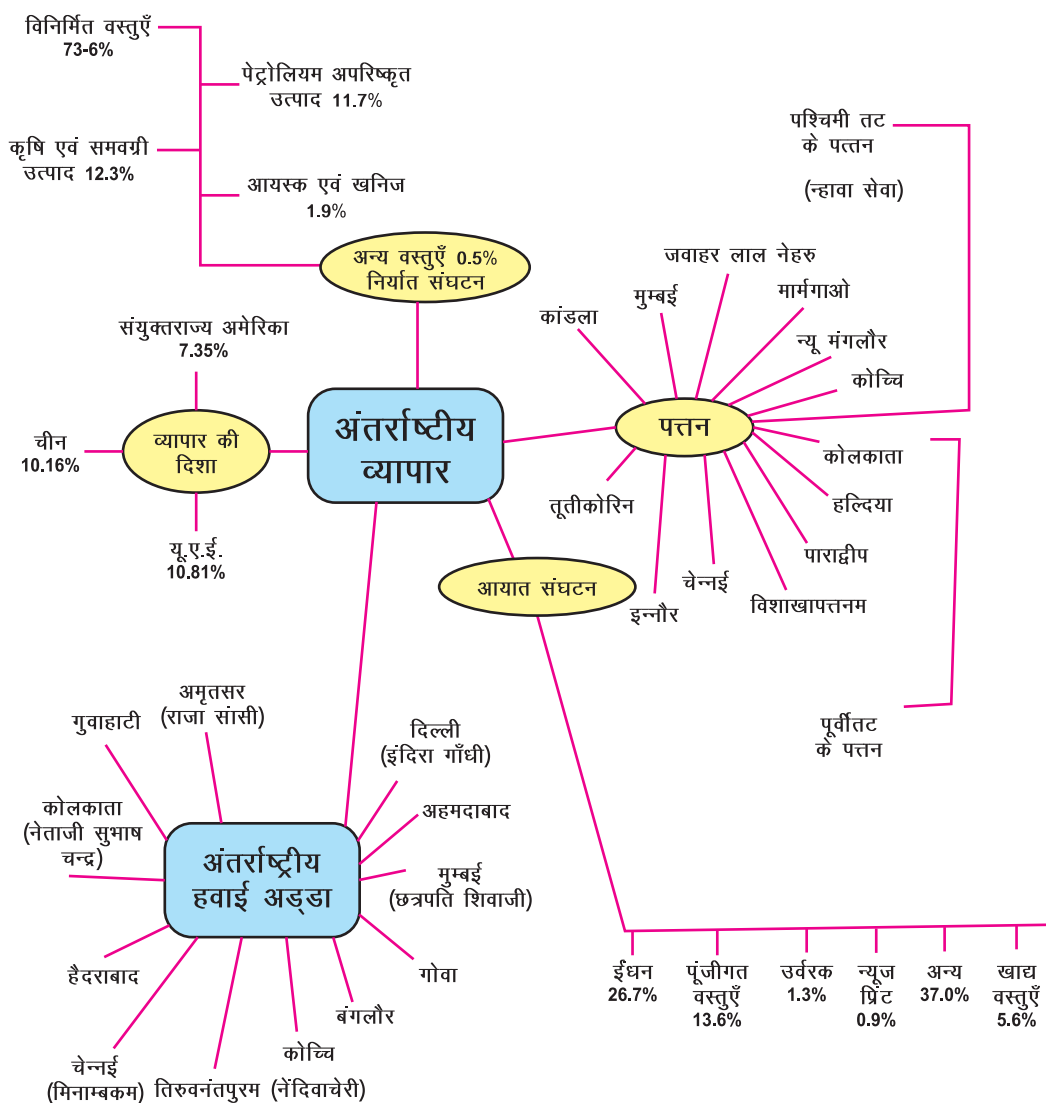 विनिर्मित वस्तुएँ
73-6%
पेट्रोलियम अपरिष्कृत
उत्पाद 11.7%
कृषि एवं समवग्री
उत्पाद 12.3%
आयस्क एवं खनिज
1.9%
अन्य वस्तुएँ 0.5%
निर्यात संघटन
संयुक्तराज्य अमेरिका
7.35%
चीन
10.16%
व्यापार की
दिशा
यू.ए.ई.
10.81%
अंतर्राष्टीय
व्यापार
पश्चिमी तट
के पत्तन
(न्हावा सेवा)
जवाहर लाल नेहरु
मुम्बई
कांडला
मार्मगाओ
न्यू मंगलौर
कोच्चि
पत्तन
कोलकाता
हल्दिया
पाराद्वीप
विशाखापत्तनम
चेन्नई
इन्नौर
तूतीकोरिन
पूर्वीतट
के पत्तन
आयात संघटन
ईंधन
26.7%
पूंजीगत
वस्तुएँ
13.6%
उर्वरक
1.3%
न्यूज
प्रिंट
0.9%
अन्य
37.0%
खाद्य
वस्तुएँ
5.6%
अमृतसर
(राजा सांसी)
गुवाहाटी
कोलकाता
(नेताजी सुभाष
चन्द्र)
दिल्ली
(इंदिरा गाँधी)
अहमदाबाद
मुम्बई
(छत्रपति शिवाजी)
अंतर्राष्ट्रीय
हवाई अड्डा
गोवा
बंगलौर
कोच्चि
(नेंदिवाचेरी)
तिरुवनंतपुरम
चेन्नई
(मिनाम्बकम)
हैदराबाद